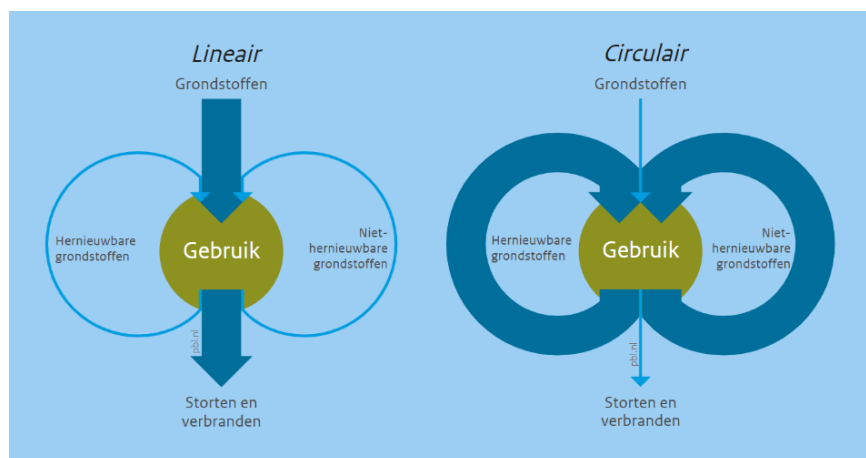 Lineair
Grondstoffen
Hernieuwbare
grondstoffen
Gebruik
Niet-
hernieuwbare
grondstoffen
pbl.nl
Storten en
verbranden
Circulair
Grondstoffen
Hernieuwbare
grondstoffen
Gebruik
Niet-
hernieuwbare
grondstoffen
pbl.nl
Storten en
verbranden